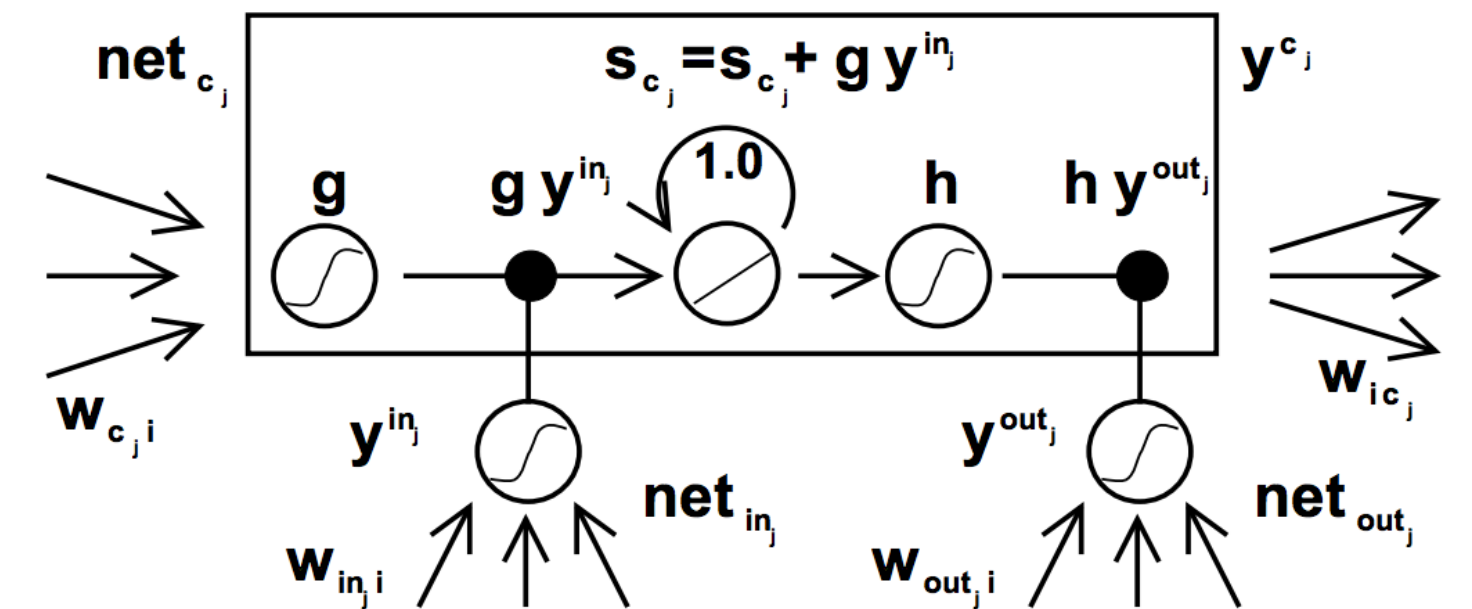 net c j
s c j =s c j + g y in j
y c j
1.0
g
g y in j
h
h y out j
w c j i
w i c j
y in j
y out j
net in j
net out j
w in j i
w out j i